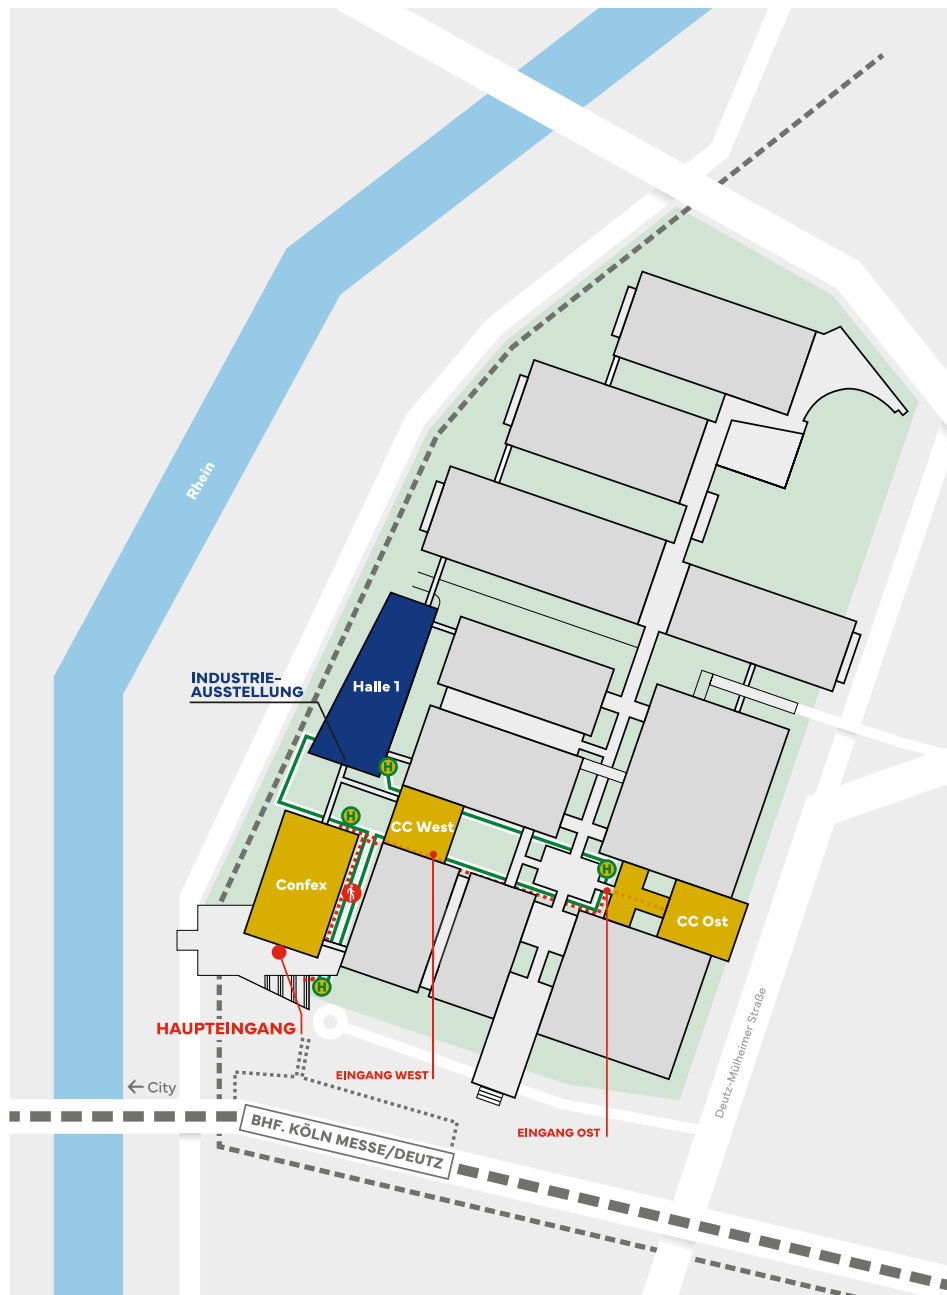 Rhein
INDUSTRIE-
AUSSTELLUNG
Halle 1
H
H
CC West
H
Confex
CC Ost
H
HAUPTEINGANG
EINGANG WEST
EINGANG OST
Deutz-Mülheimer Straße
← City
BHF. KÖLN MESSE/DEUTZ